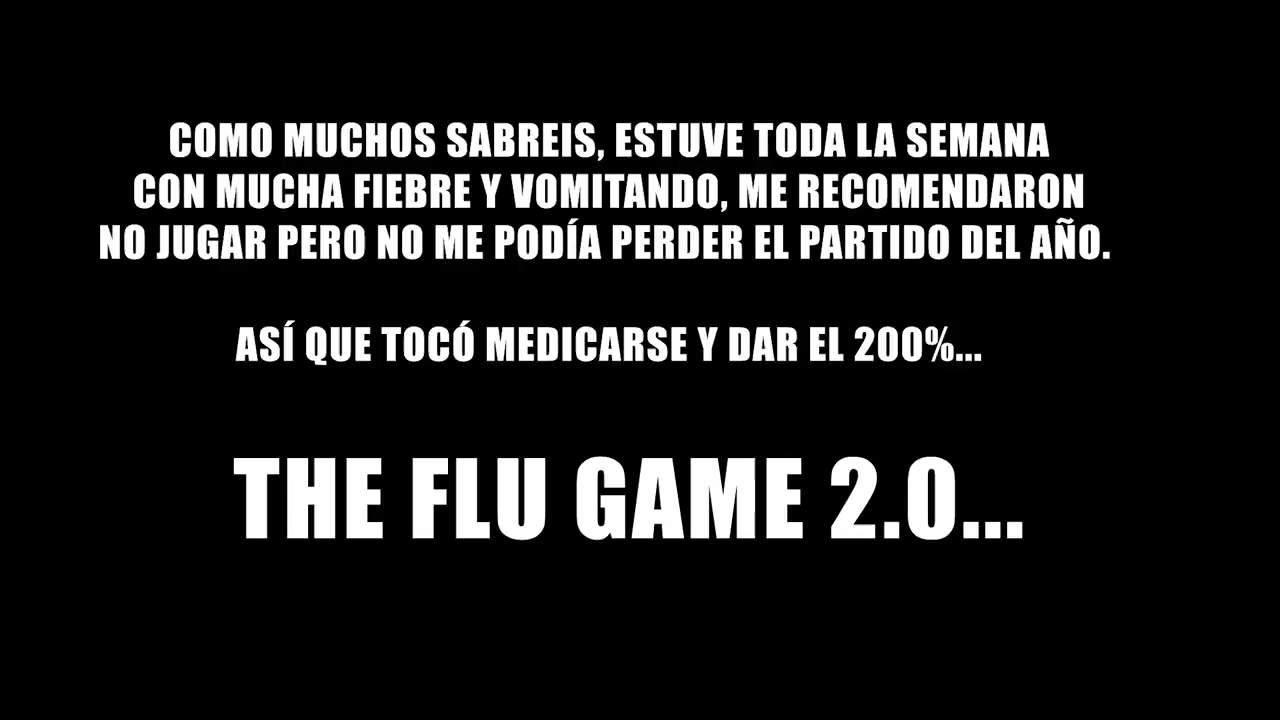 COMO MUCHOS SABREIS, ESTUVE TODA LA SEMANA
CON MUCHA FIEBRE Y VOMITANDO, ME RECOMENDARON
NO JUGAR PERO NO ME PODÍA PERDER EL PARTIDO DEL AÑO.
ASÍ QUE TOCÓ MEDICARSE Y DAR EL 200%...
THE FLU GAME 2.0...